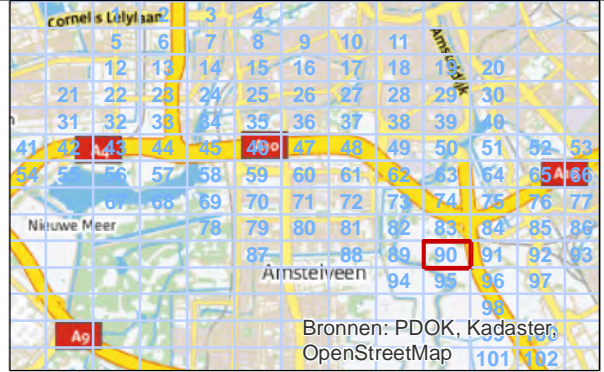 Cornelis Lelylaan
1 2 3 4
5 6 7 8 9 10 11
Amsteldijk
12 13 14 15 16 17 18 19 20
21 22 23 24 25 26 27 28 29 30
31 32 33 34 35 36 37 38 39 40
41 42 43 44 45 46 47 48 49 50 51 52 53
54 55 56 57 58 59 60 61 62 63 64 65 66
67 68 69 70 71 72 73 74 75 76 77
Nieuwe Meer
78 79 80 81 82 83 84 85 86
87 88 89 90 91 92 93
Amstelveen
94 95 96 97
98
A9
Bronnen: PDOK, Kadaster,
OpenStreetMap
101 102